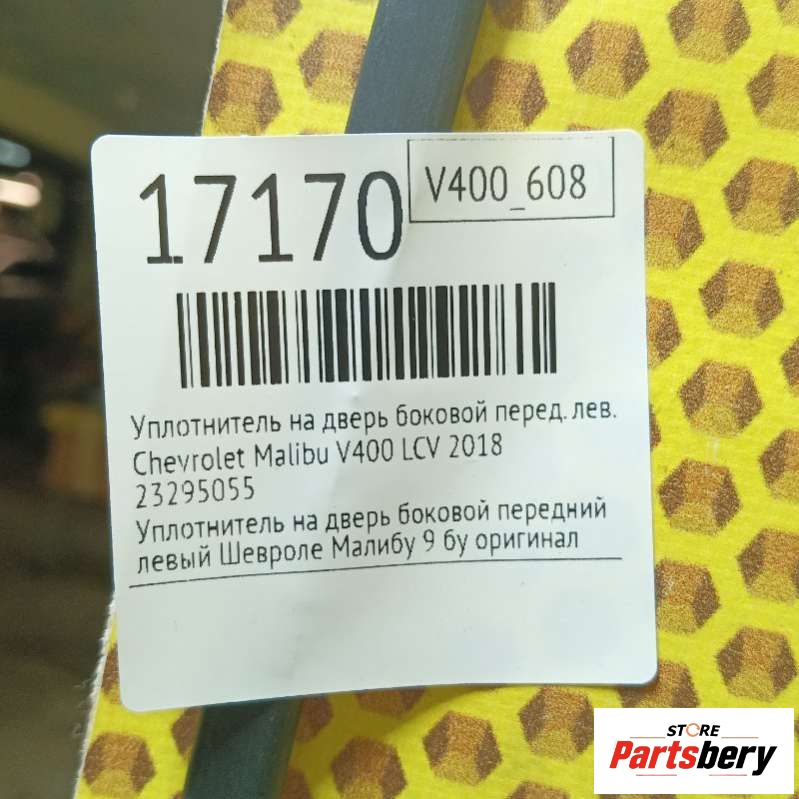 17170
V400_608
Уплотнитель на дверь боковой перед. лев.
Chevrolet Malibu V400 LCV 2018
23295055
Уплотнитель на дверь боковой передний
левый Шевроле Малибу 9 бу оригинал
STORE
Partsbery